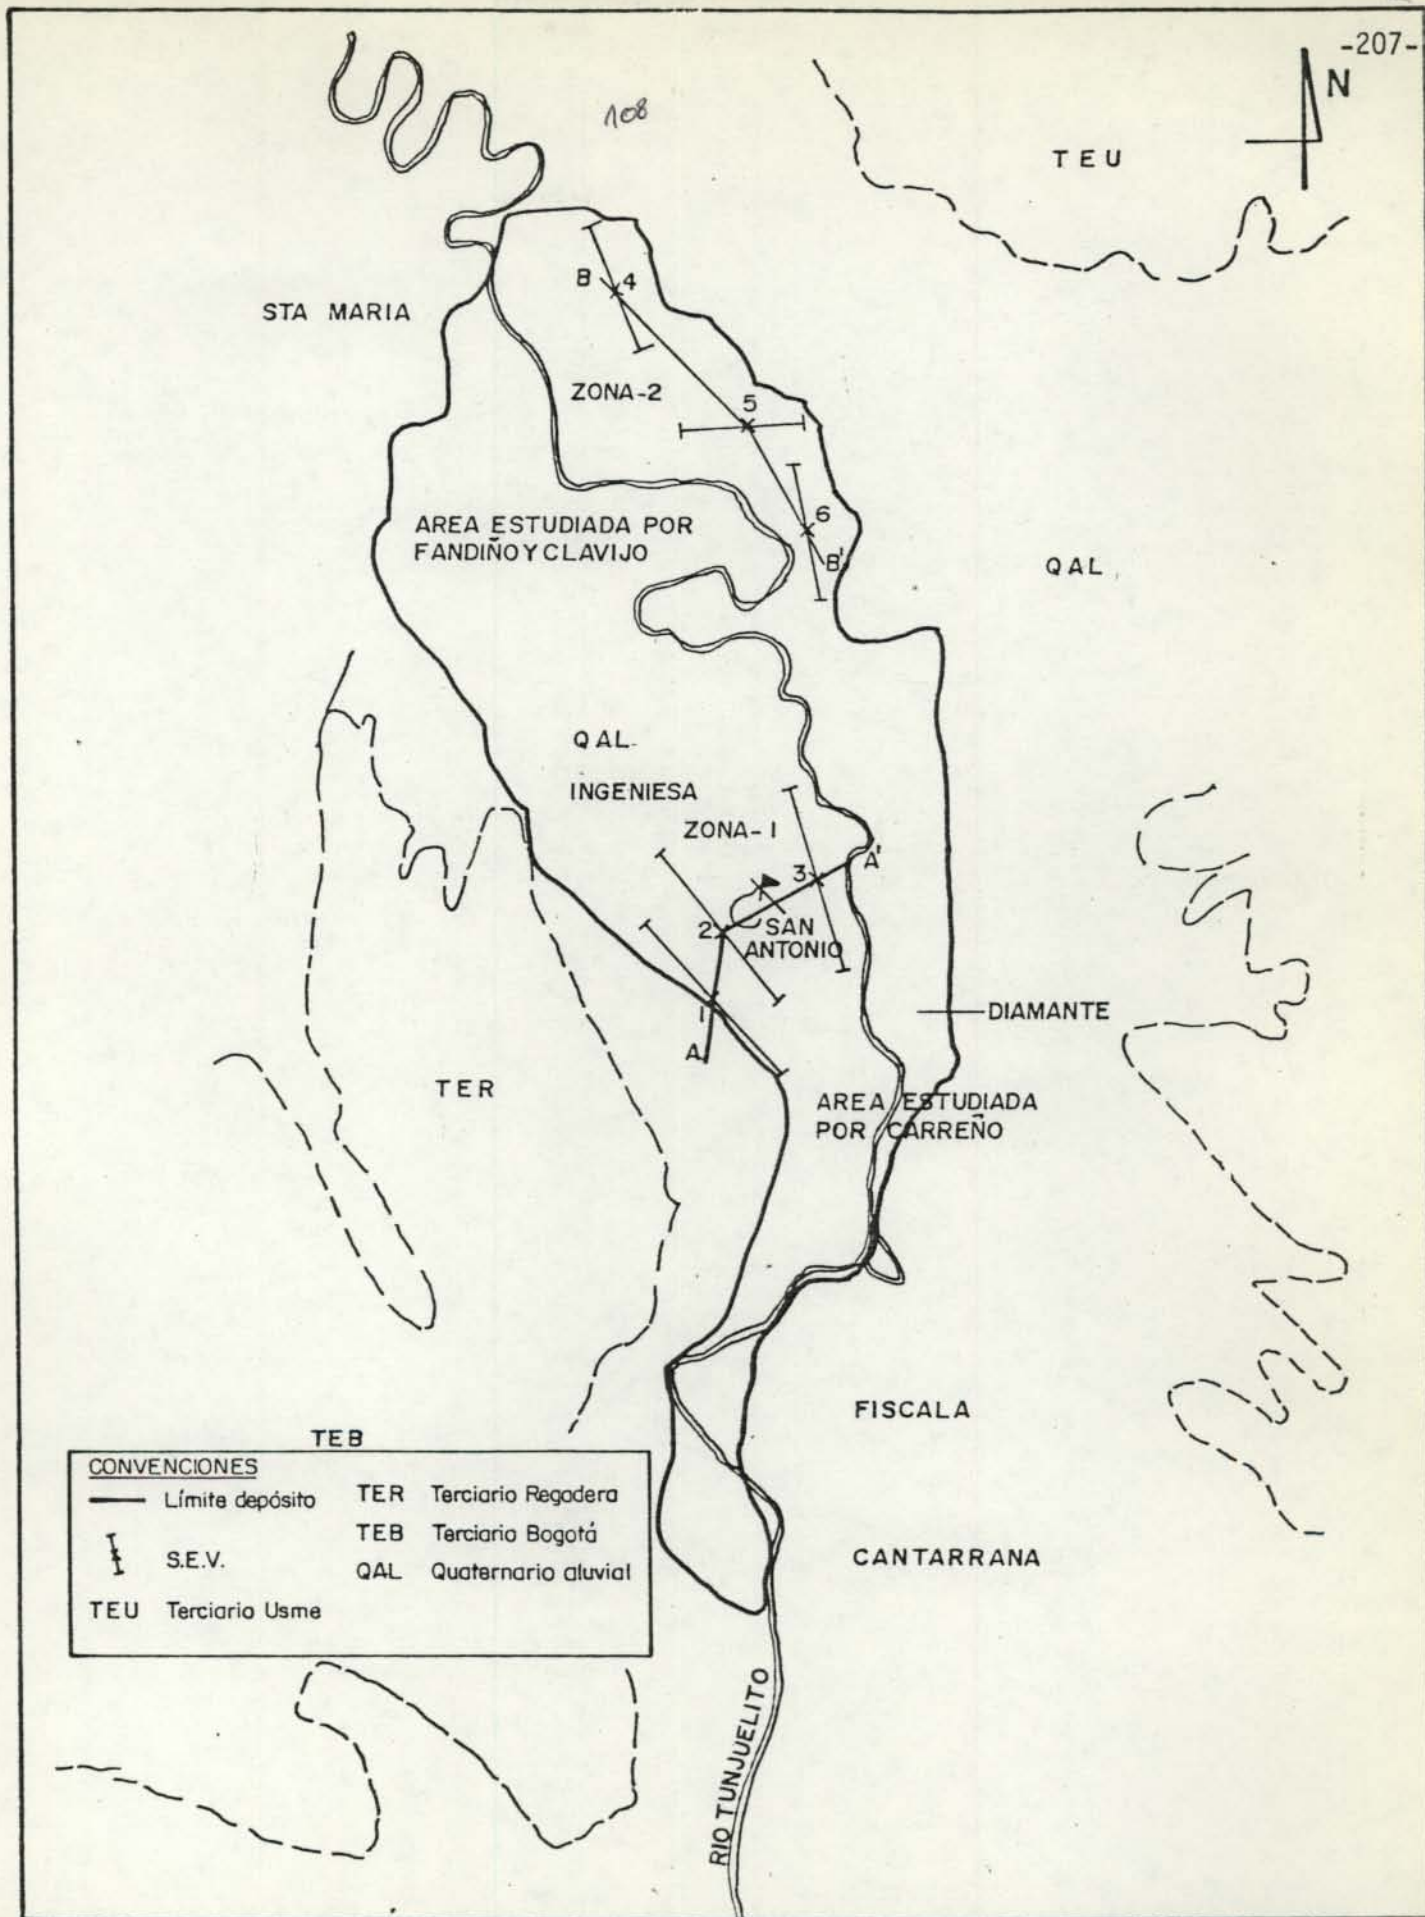 -207-
N
108
TEU
B
4
STA MARIA
ZONA-2
5
6
B'
AREA ESTUDIADA POR
FANDIÑO Y CLAVIJO
QAL
QAL
INGENIESA
ZONA-1
3
A'
2
SAN
ANTONIO
1
DIAMANTE
A
TER
AREA ESTUDIADA
POR CARREÑO
FISCALA
TEB
CONVENCIONES
Límite depósito
S.E.V.
TEU Terciario Usme
TER Terciario Regadera
TEB Terciario Bogotá
QAL Quaternario aluvial
CANTARRANA
RIO TUNJUELITO